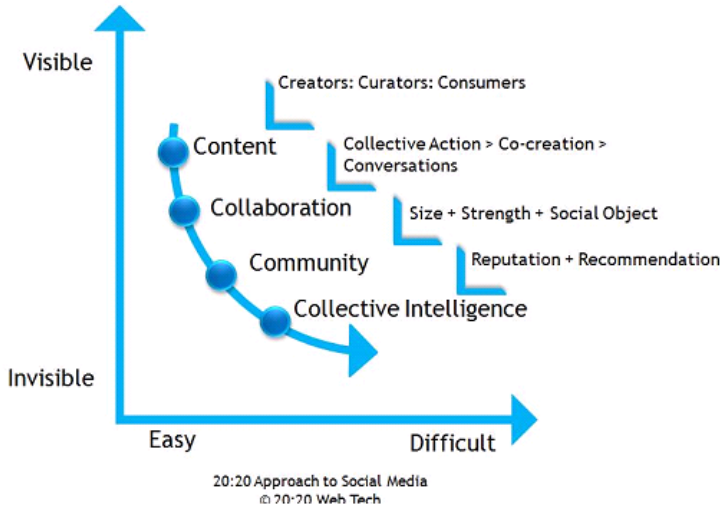 Visible
Creators: Curators: Consumers
Content
Collective Action > Co-creation >
Conversations
Collaboration
Size + Strength + Social Object
Community
Reputation + Recommendation
Collective Intelligence
Invisible
Easy
Difficult
20:20 Approach to Social Media
© 20:20 Web Tech